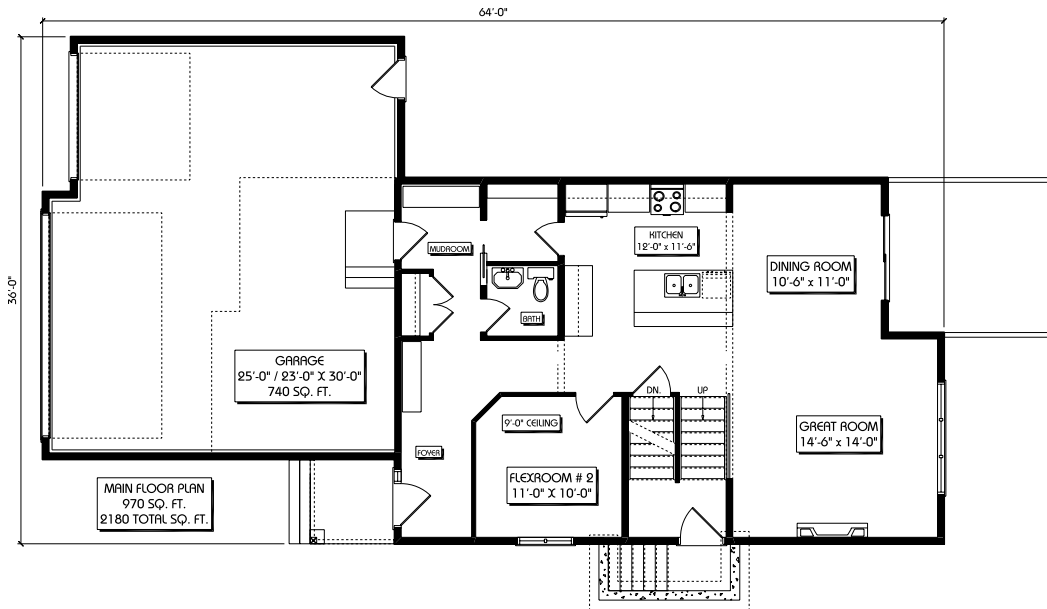 64'-0"
36'-0"
KITCHEN
12'-0" x 11'-6"
MUDROOM
DINING ROOM
10'-6" x 11'-0"
BATH
GARAGE
25'-0" / 23'-0" X 30'-0"
740 SQ. FT.
DN.
UP
9'-0" CEILING
GREAT ROOM
14'-6" x 14'-0"
FOYER
FLEXROOM # 2
11'-0" X 10'-0"
MAIN FLOOR PLAN
970 SQ. FT.
2180 TOTAL SQ. FT.